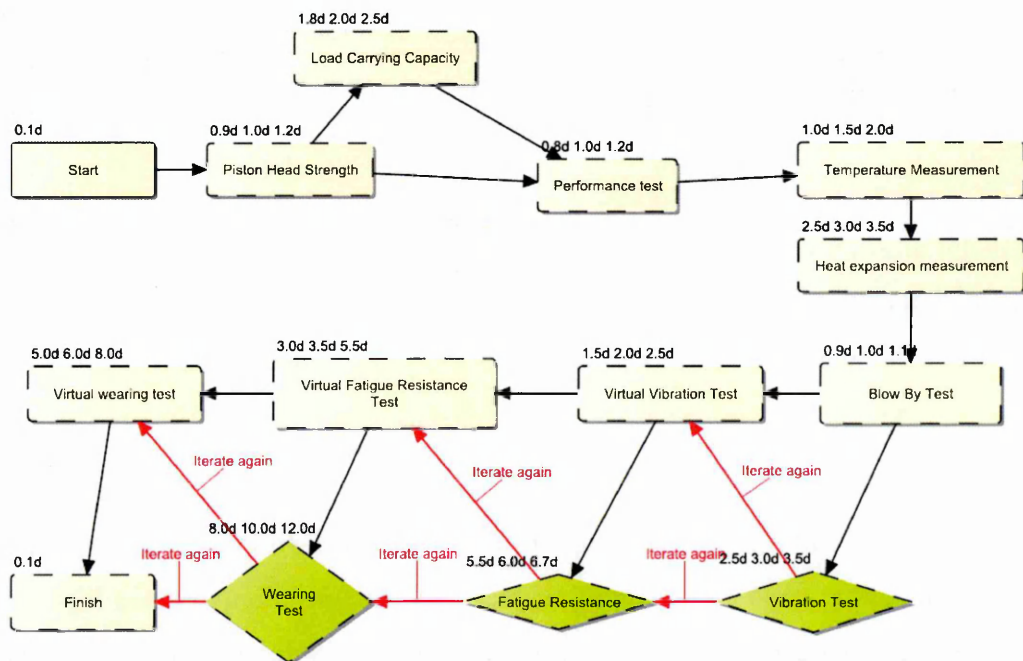 1.8d 2.0d 2.5d
Load Carrying Capacity
0.1d
Start
0.9d 1.0d 1.2d
Piston Head Strength
0.8d 1.0d 1.2d
Performance test
1.0d 1.5d 2.0d
Temperature Measurement
2.5d 3.0d 3.5d
Heat expansion measurement
5.0d 6.0d 8.0d
Virtual wearing test
3.0d 3.5d 5.5d
Virtual Fatigue Resistance
Test
1.5d 2.0d 2.5d
Virtual Vibration Test
0.9d 1.0d 1.1d
Blow By Test
Iterate again
Iterate again
Iterate again
0.1d
Finish
Iterate again
8.0d 10.0d 12.0d
Wearing
Test
Iterate again
5.5d 6.0d 6.7d
Fatigue Resistance
Iterate again
2.5d 3.0d 3.5d
Vibration Test